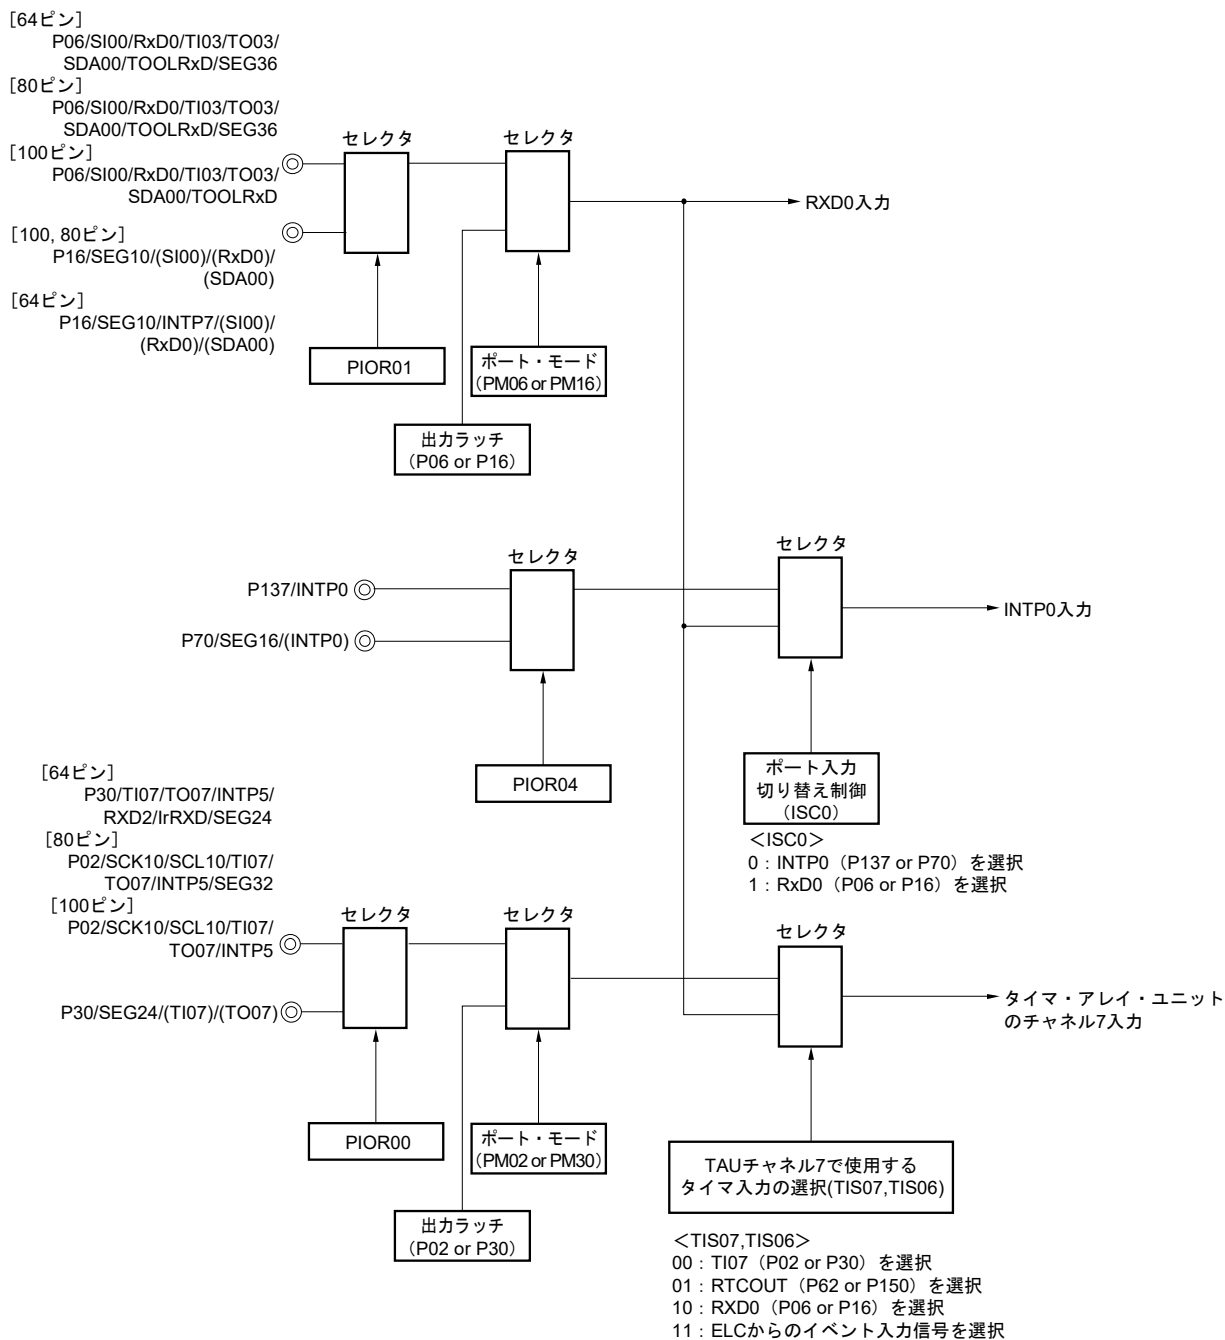 ［64ピン］
P06/SI00/RxD0/TI03/TO03/
SDA00/TOOLRxD/SEG36
［80ピン］
P06/SI00/RxD0/TI03/TO03/
SDA00/TOOLRxD/SEG36
［100ピン］
P06/SI00/RxD0/TI03/TO03/
SDA00/TOOLRxD
［100, 80ピン］
P16/SEG10/(SI00)/(RxD0)/
(SDA00)
［64ピン］
P16/SEG10/INTP7/(SI00)/
(RxD0)/(SDA00)
セレクタ
セレクタ
RXD0入力
PIOR01
ポート・モード
（PM06 or PM16）
出力ラッチ
（P06 or P16）
セレクタ
セレクタ
P137/INTP0
P70/SEG16/(INTP0)
INTP0入力
PIOR04
ポート入力
切り替え制御
（ISC0）
＜ISC0＞
0：INTP0（P137 or P70）を選択
1：RxD0（P06 or P16）を選択
［64ピン］
P30/TI07/TO07/INTP5/
RXD2/IrRXD/SEG24
［80ピン］
P02/SCK10/SCL10/TI07/
TO07/INTP5/SEG32
［100ピン］
P02/SCK10/SCL10/TI07/
TO07/INTP5
P30/SEG24/(TI07)/(TO07)
セレクタ
セレクタ
セレクタ
タイマ・アレイ・ユニット
のチャネル7入力
PIOR00
ポート・モード
（PM02 or PM30）
出力ラッチ
（P02 or P30）
TAUチャネル7で使用する
タイマ入力の選択(TIS07,TIS06)
＜TIS07,TIS06＞
00：TI07（P02 or P30）を選択
01：RTCOUT（P62 or P150）を選択
10：RXD0（P06 or P16）を選択
11：ELCからのイベント入力信号を選択